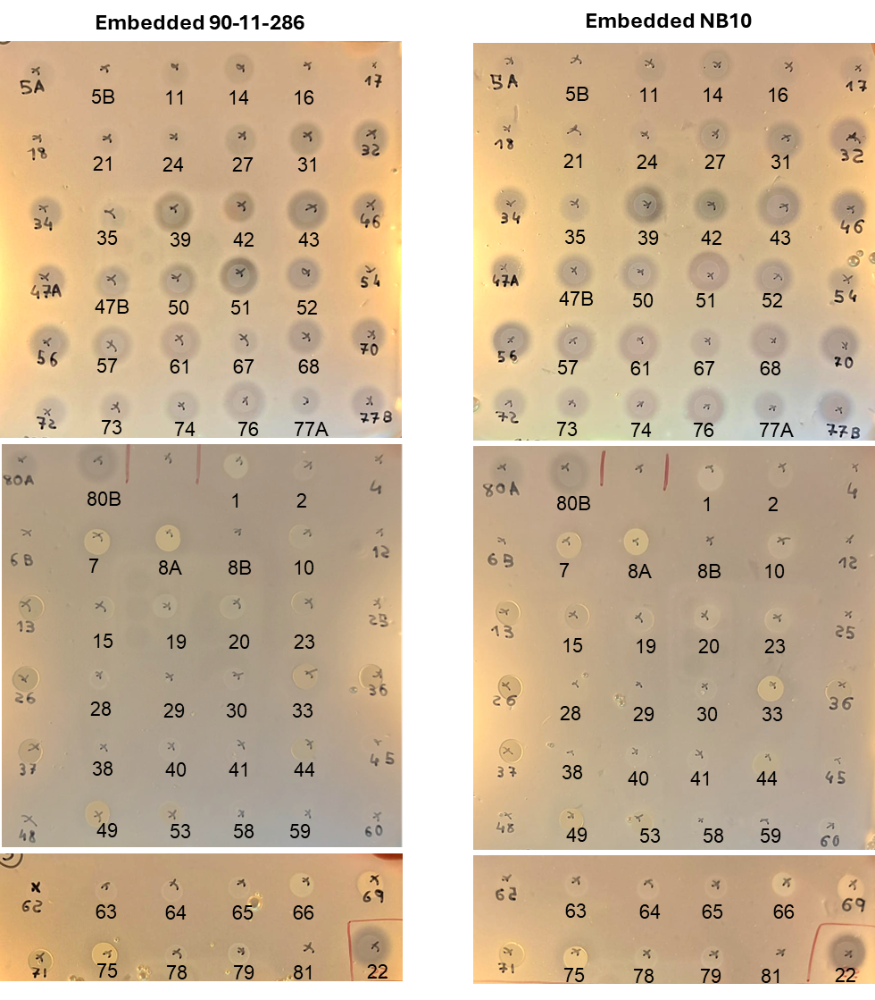 Embedded 90-11-286
Embedded NB10
5A 5B 11 14 16 17
18 21 24 27 31 32
34 35 39 42 43 46
47A 47B 50 51 52 54
56 57 61 67 68 70
72 73 74 76 77A 77B
80A 80B 1 2 4
6B 7 8A 8B 10 12
13 15 19 20 23 25
26 28 29 30 33 36
37 38 40 41 44 45
48 49 53 58 59 60
62 63 64 65 66 69
71 75 78 79 81 22
5A 5B 11 14 16 17
18 21 24 27 31 32
34 35 39 42 43 46
47A 47B 50 51 52 54
56 57 61 67 68 70
72 73 74 76 77A 77B
80A 80B 1 2 4
6B 7 8A 8B 10 12
13 15 19 20 23 25
26 28 29 30 33 36
37 38 40 41 44 45
48 49 53 58 59 60
62 63 64 65 66 69
71 75 78 79 81 22